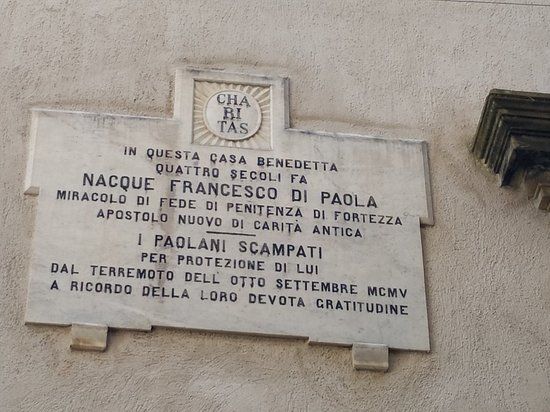 CHA
RI
TAS
IN QUESTA CASA BENEDETTA
QUATTRO SECOLI FA
NACQUE FRANCESCO DI PAOLA
MIRACOLO DI FEDE DI PENITENZA DI FORTEZZA
APOSTOLO NUOVO DI CARITÀ ANTICA
I PAOLANI SCAMPATI
PER PROTEZIONE DI LUI
DAL TERREMOTO DELL'OTTO SETTEMBRE MCMV
A RICORDO DELLA LORO DEVOTA GRATITUDINE